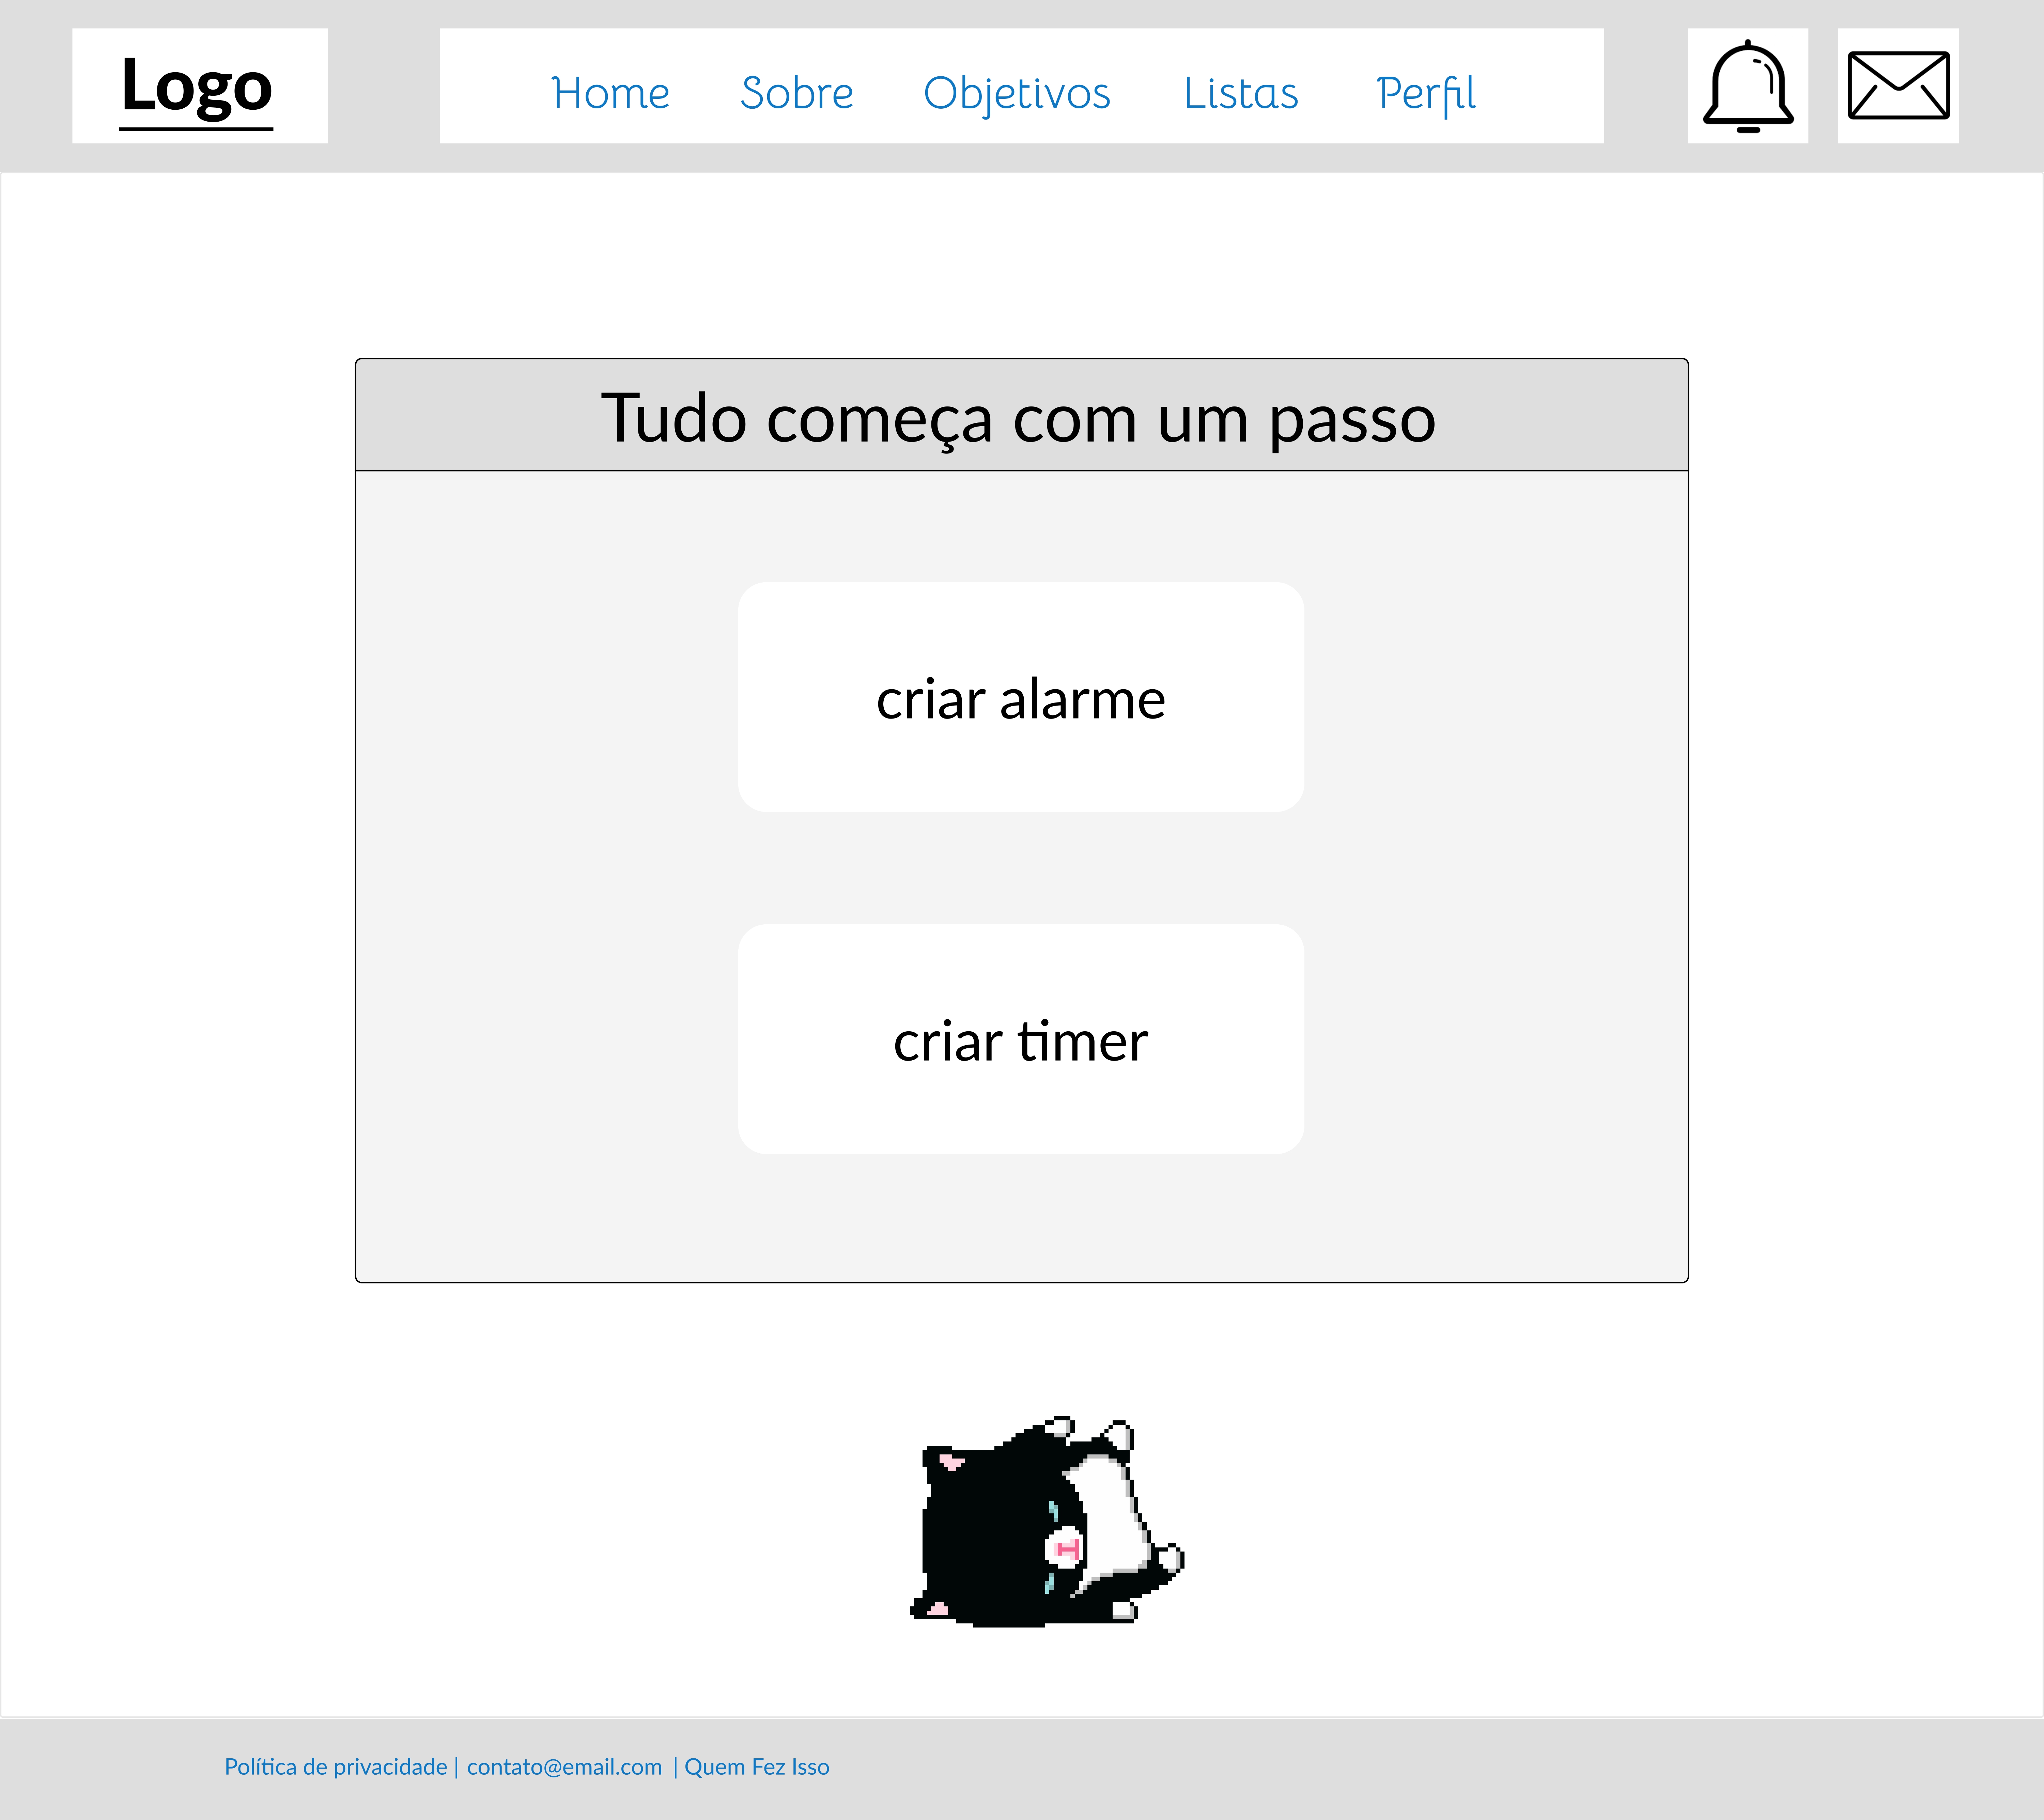 Logo
Home Sobre Objetivos Listas Perfil
Tudo começa com um passo
criar alarme
criar timer
Política de privacidade | contato@email.com | Quem Fez Isso